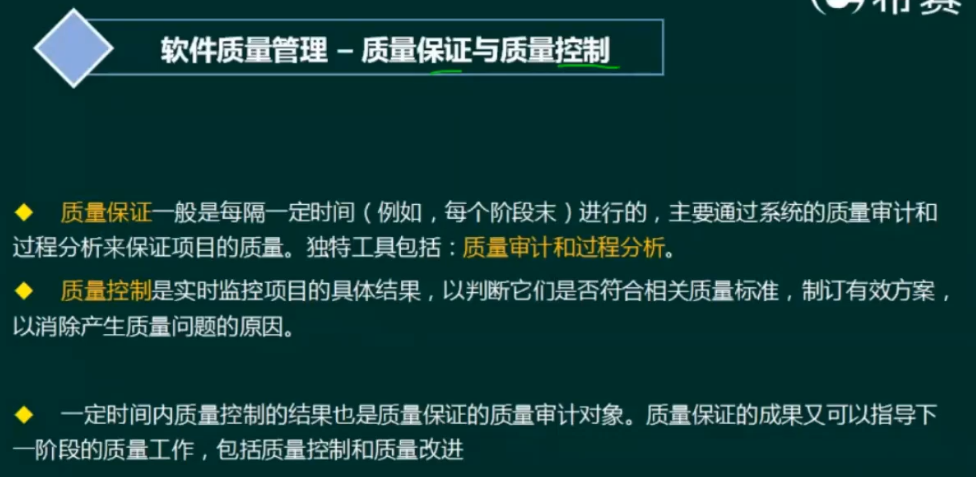 希赛
软件质量管理 – 质量保证与质量控制
◆ 质量保证一般是每隔一定时间（例如，每个阶段末）进行的，主要通过系统的质量审计和
过程分析来保证项目的质量。独特工具包括：质量审计和过程分析。
◆ 质量控制是实时监控项目的具体结果，以判断它们是否符合相关质量标准，制订有效方案，
以消除产生质量问题的原因。
◆ 一定时间内质量控制的结果也是质量保证的质量审计对象。质量保证的成果又可以指导下
一阶段的质量工作，包括质量控制和质量改进